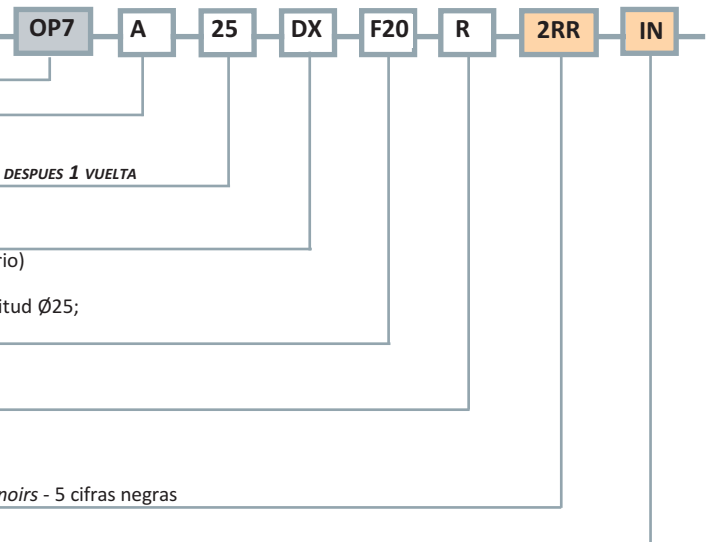 OP7 A 25 DX F20 R 2RR IN
DESPUES 1 VUELTA
rio)
itud Ø25;
noirs - 5 cifras negras